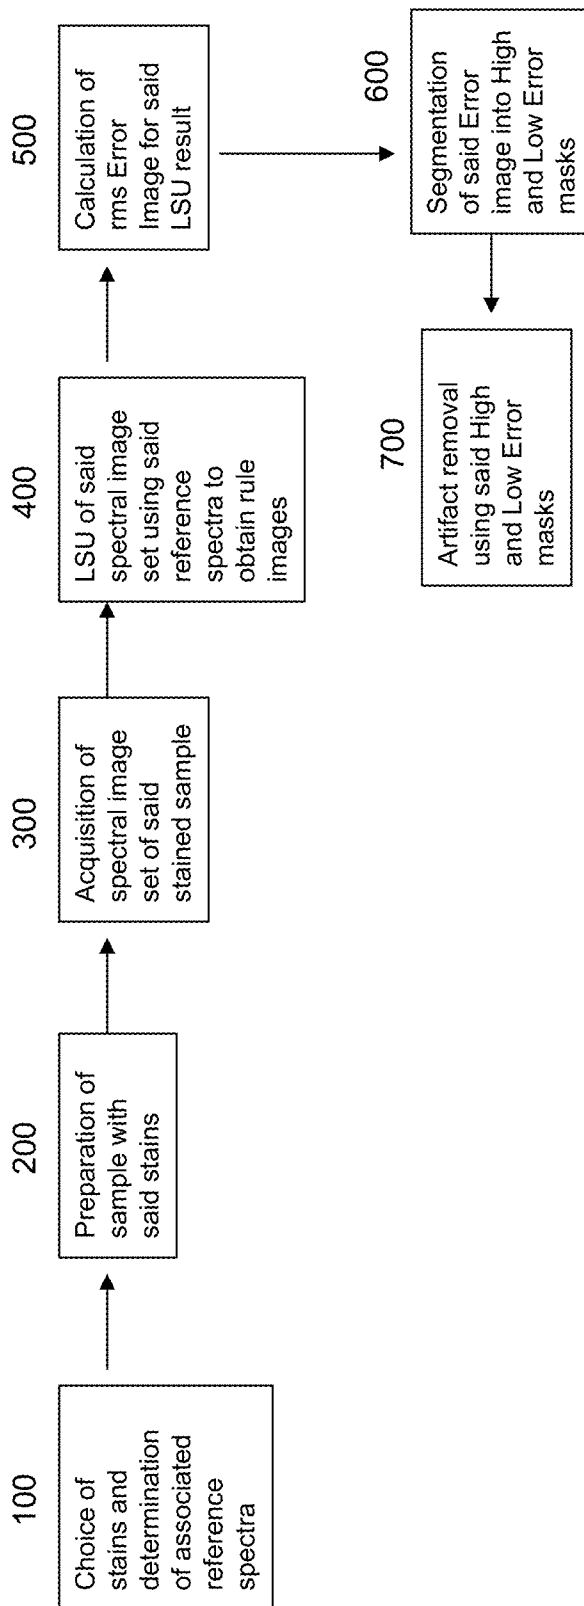 100
Choice of
stains and
determination
of associated
reference
spectra
200
Preparation of
sample with
said stains
300
Acquisition of
spectral image
set of said
stained sample
400
LSU of said
spectral image
set using said
reference
spectra to
obtain rule
images
500
Calculation of
rms Error
Image for said
LSU result
600
Segmentation
of said Error
image into High
and Low Error
masks
700
Artifact removal
using said High
and Low Error
masks